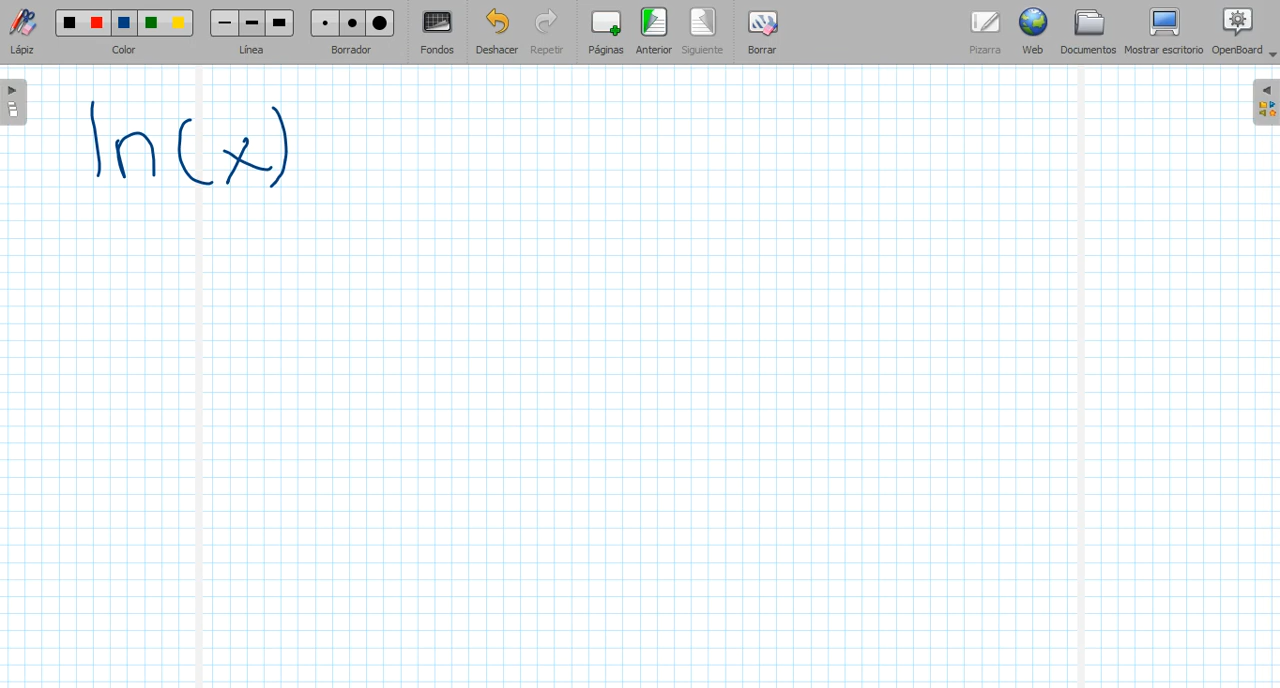 Lápiz Color Línea Borrador Fondos Deshacer Repetir Páginas Anterior Siguiente Borrar Pizarra Web Documentos Mostrar escritorio OpenBoard
ln(x)